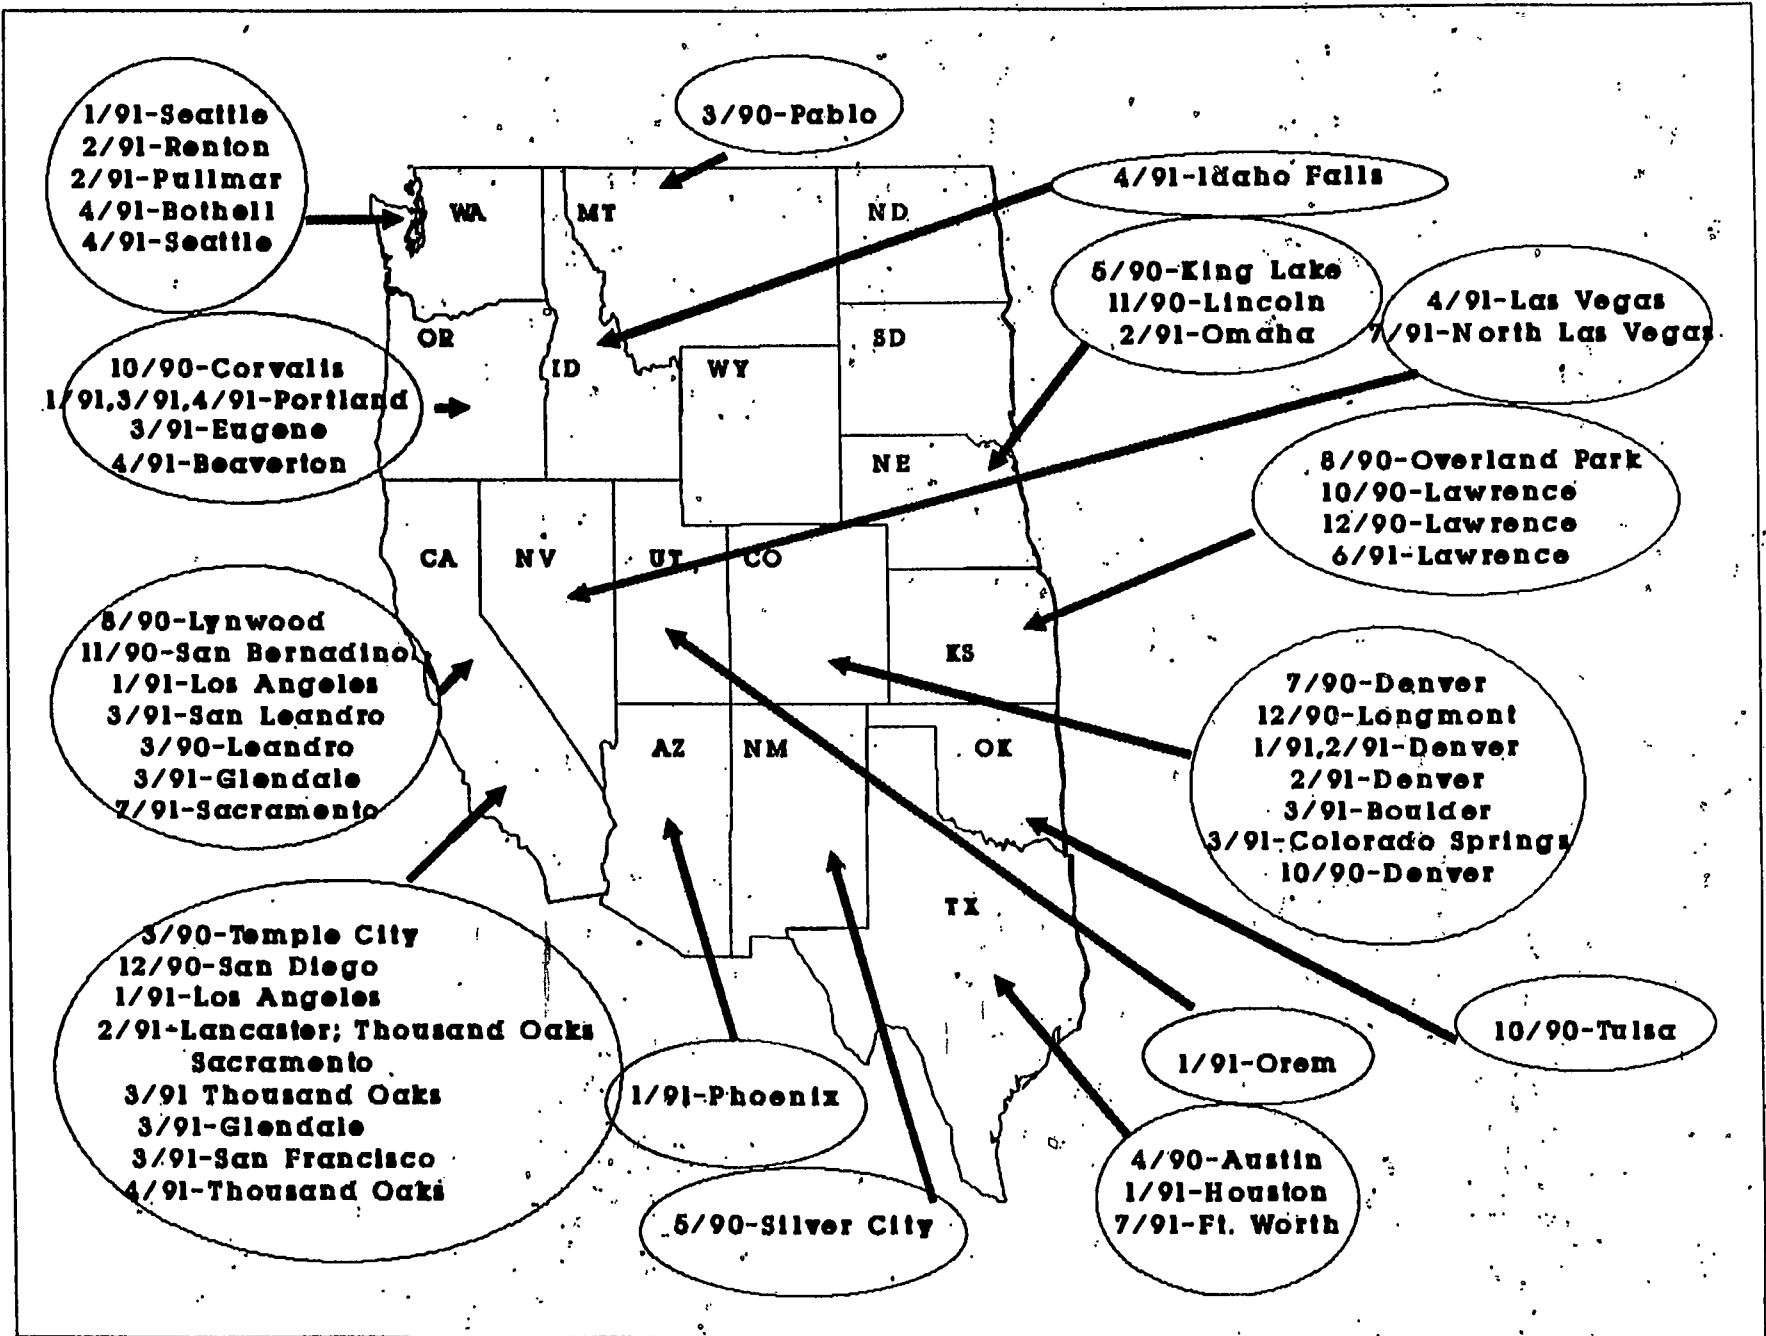 1/91-Seattle
2/91-Renton
2/91-Pullmar
4/91-Bothell
4/91-Seattle
3/90-Pablo
4/91-Idaho Falls
5/90-King Lake
11/90-Lincoln
2/91-Omaha
4/91-Las Vegas
7/91-North Las Vegas
10/90-Corvalis
1/91,3/91,4/91-Portland
3/91-Eugene
4/91-Beaverton
8/90-Overland Park
10/90-Lawrence
12/90-Lawrence
6/91-Lawrence
8/90-Lynwood
11/90-San Bernadino
1/91-Los Angeles
3/91-San Leandro
3/90-Leandro
3/91-Glendale
7/91-Sacramento
7/90-Denver
12/90-Longmont
1/91,2/91-Denver
2/91-Denver
3/91-Boulder
3/91-Colorado Springs
10/90-Denver
3/90-Temple City
12/90-San Diego
1/91-Los Angeles
2/91-Lancaster; Thousand Oaks
Sacramento
3/91 Thousand Oaks
3/91-Glendale
3/91-San Francisco
4/91-Thousand Oaks
1/91-Phoenix
5/90-Silver City
1/91-Orem
10/90-Tulsa
4/90-Austin
1/91-Houston
7/91-Ft. Worth
WA
MT
ND
OR
ID
WY
SD
NE
CA
NV
UT
CO
KS
AZ
NM
OK
TX